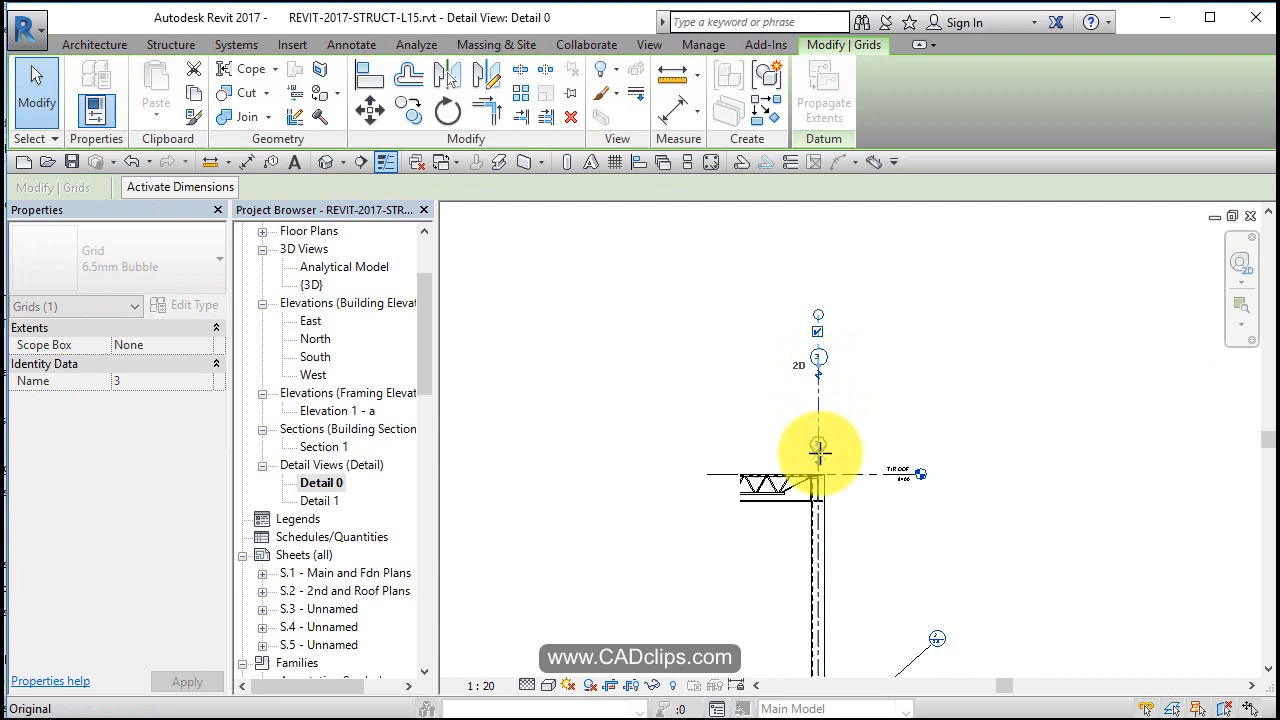 Autodesk Revit 2017 - REVIT-2017-STRUCT-L15.rvt - Detail View: Detail 0
Type a keyword or phrase
Sign In
Architecture Structure Systems Insert Annotate Analyze Massing & Site Collaborate View Manage Add-Ins Modify | Grids
Modify
Paste
Cope
Cut
Join
Propagate
Extents
Select Properties Clipboard Geometry Modify View Measure Create Datum
Modify | Grids
Activate Dimensions
Properties
Project Browser - REVIT-2017-STR...
Grid
6.5mm Bubble
Grids (1)
Edit Type
Extents
Scope Box None
Identity Data
Name 3
Properties help
Apply
Floor Plans
3D Views
Analytical Model
{3D}
Elevations (Building Elevat
East
North
South
West
Elevations (Framing Elevat
Elevation 1 - a
Sections (Building Section
Section 1
Detail Views (Detail)
Detail 0
Detail 1
Legends
Schedules/Quantities
Sheets (all)
S.1 - Main and Fdn Plans
S.2 - 2nd and Roof Plans
S.3 - Unnamed
S.4 - Unnamed
S.5 - Unnamed
Families
2D
3
T/ROOF
2D
www.CADclips.com
1 : 20
Original
:0
Main Model